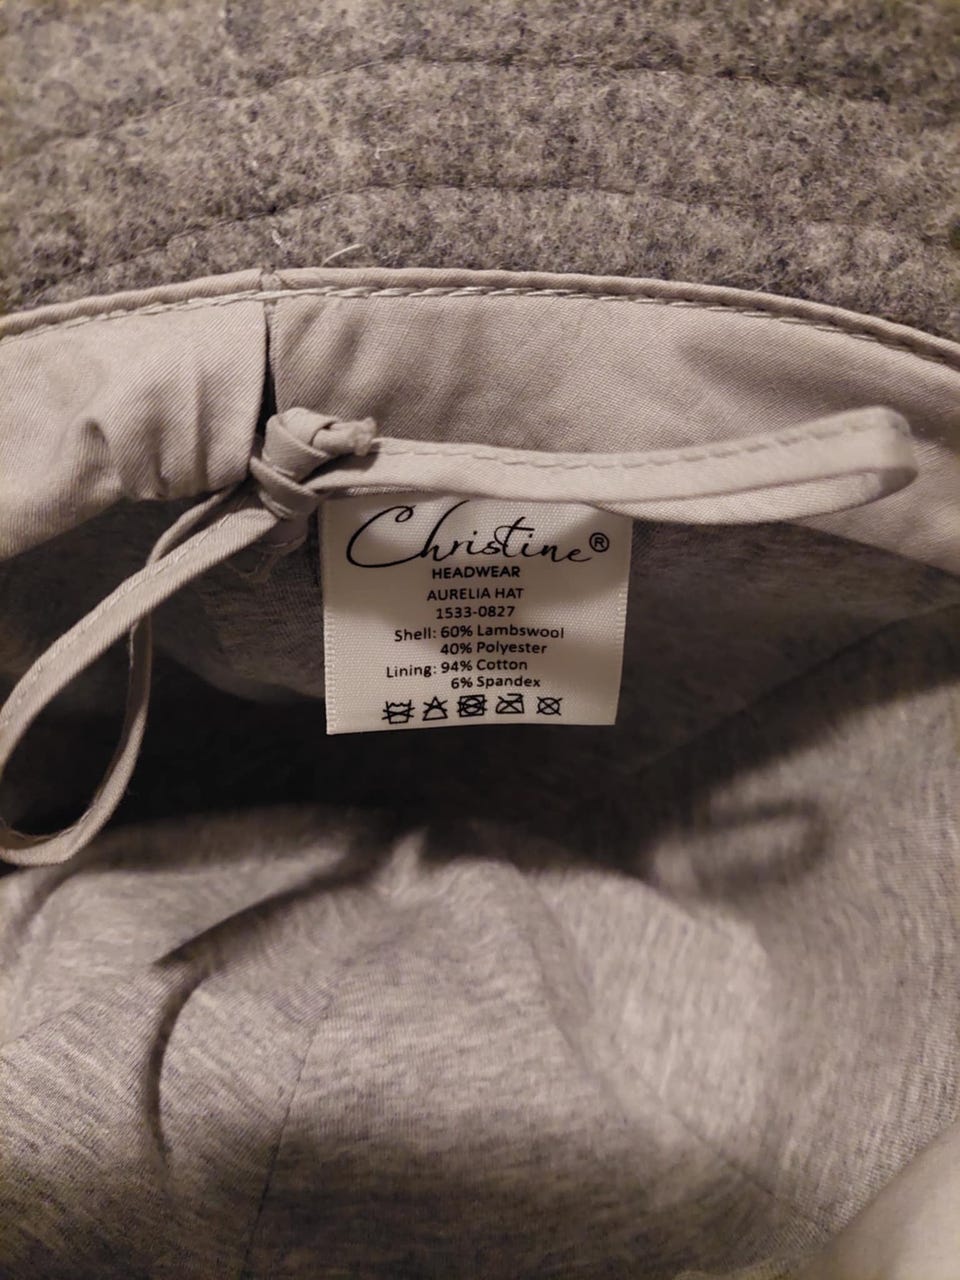 Christine®
HEADWEAR
AURELIA HAT
1533-0827
Shell: 60% Lambswool
40% Polyester
Lining: 94% Cotton
6% Spandex